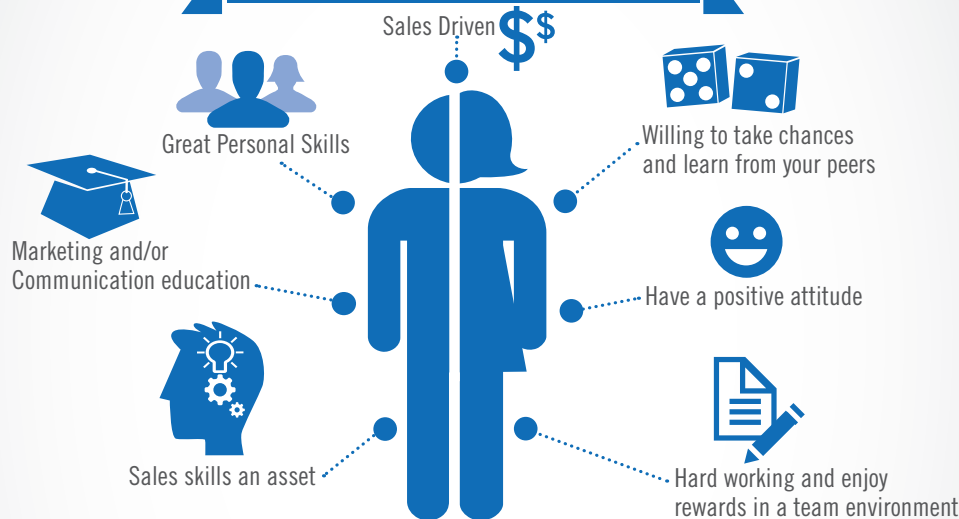 Sales Driven $$
Great Personal Skills
Willing to take chances
and learn from your peers
Marketing and/or
Communication education
Have a positive attitude
Sales skills an asset
Hard working and enjoy
rewards in a team environment